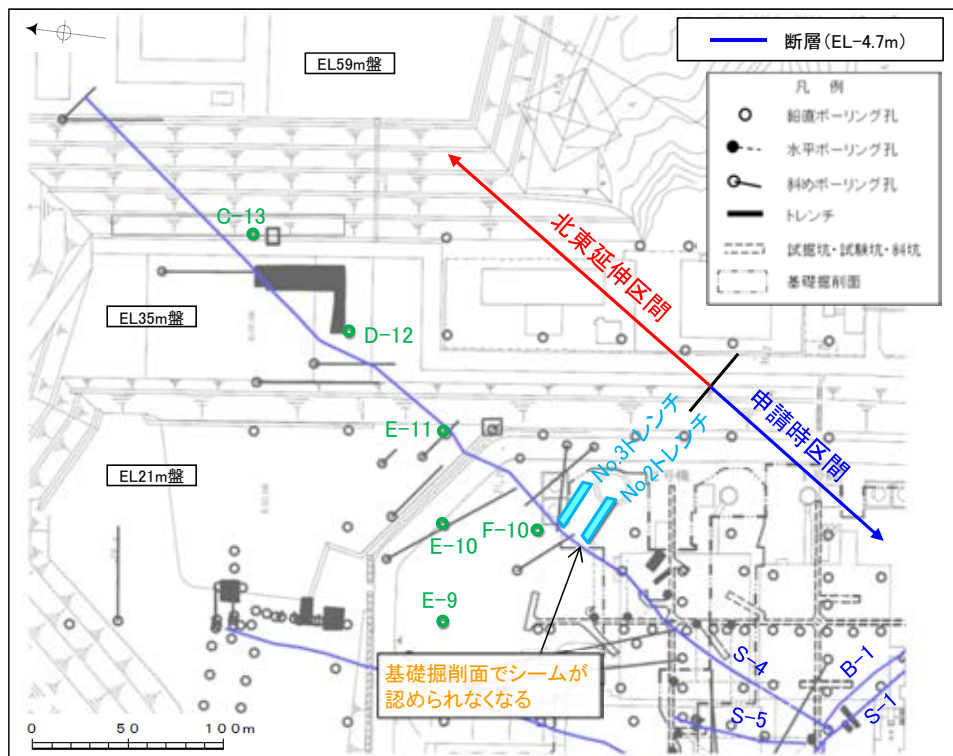 EL59m盤
断層(EL-4.7m)
凡 例
鉛直ボーリング孔
水平ボーリング孔
斜めボーリング孔
トレンチ
試掘坑・試験坑・斜坑
基礎掘削面
C-13
北東延伸区間
EL35m盤
D-12
申請時区間
E-11
No.3トレンチ
No.2トレンチ
EL21m盤
F-10
E-10
E-9
基礎掘削面でシームが
認められなくなる
S-4
B-1
S-1
S-5
0 50 100m